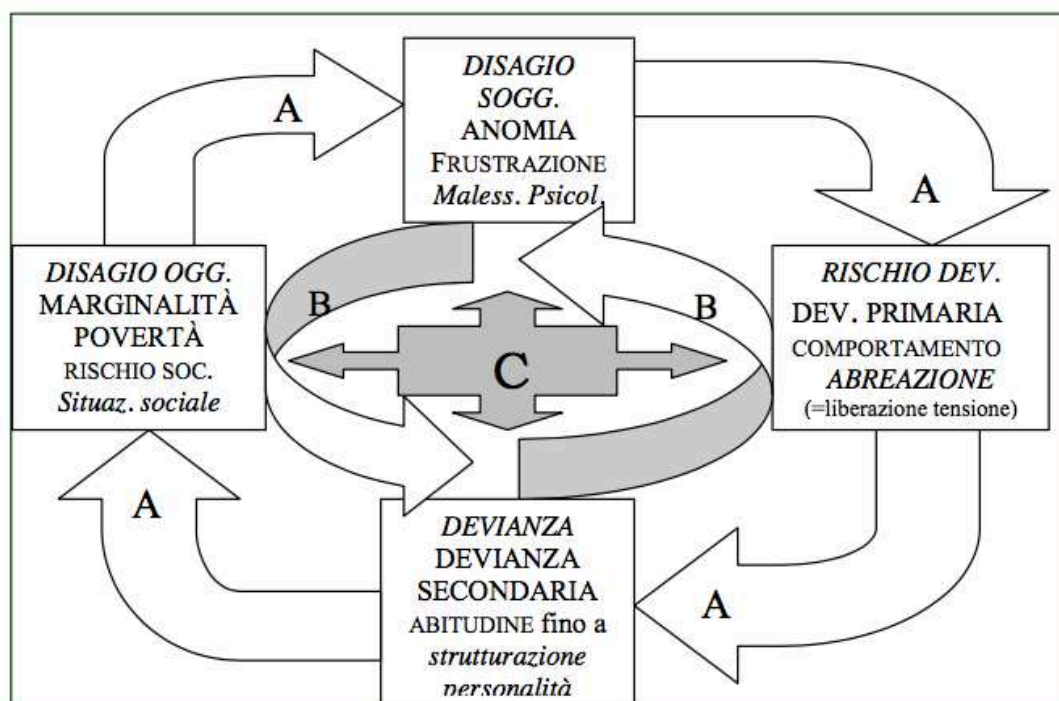 A
DISAGIO
SOGG.
ANOMIA
FRUSTRAZIONE
Maless. Psicol.
A
DISAGIO OGG.
MARGINALITÀ
POVERTÀ
RISCHIO SOC.
Situaz. sociale
B
C
B
RISCHIO DEV.
DEV. PRIMARIA
COMPORTAMENTO
ABREAZIONE
(=liberazione tensione)
A
DEVIANZA
DEVIANZA
SECONDARIA
ABITUDINE fino a
strutturazione
personalità
A